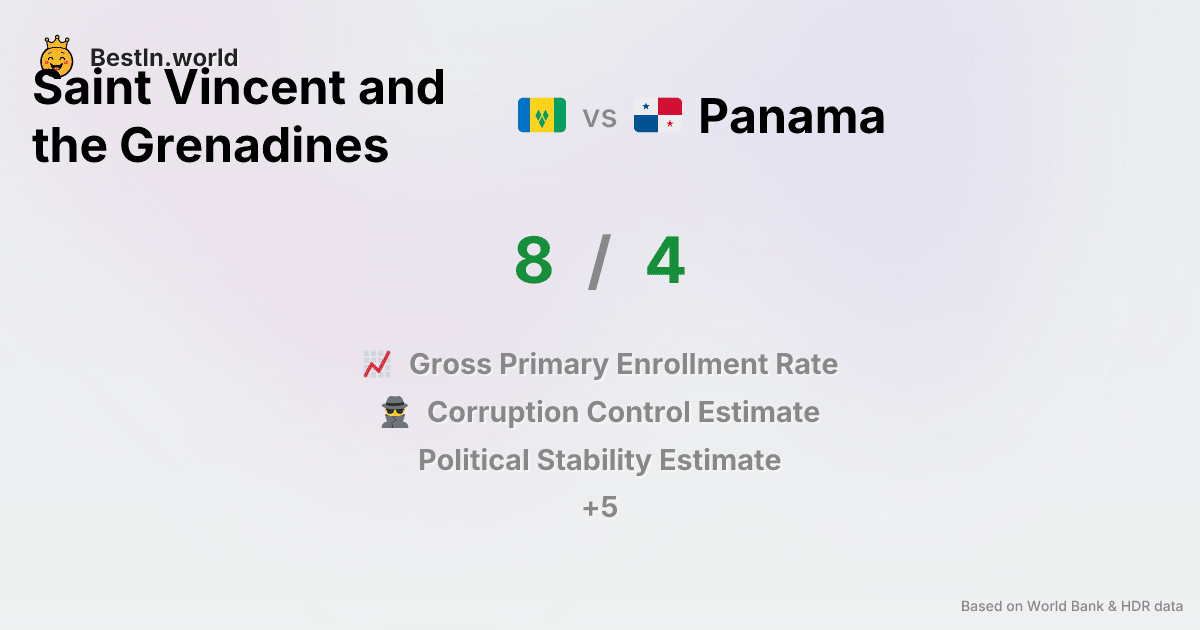 BestIn.world
Saint Vincent and
the Grenadines
vs
Panama
8 / 4
Gross Primary Enrollment Rate
Corruption Control Estimate
Political Stability Estimate
+5
Based on World Bank & HDR data